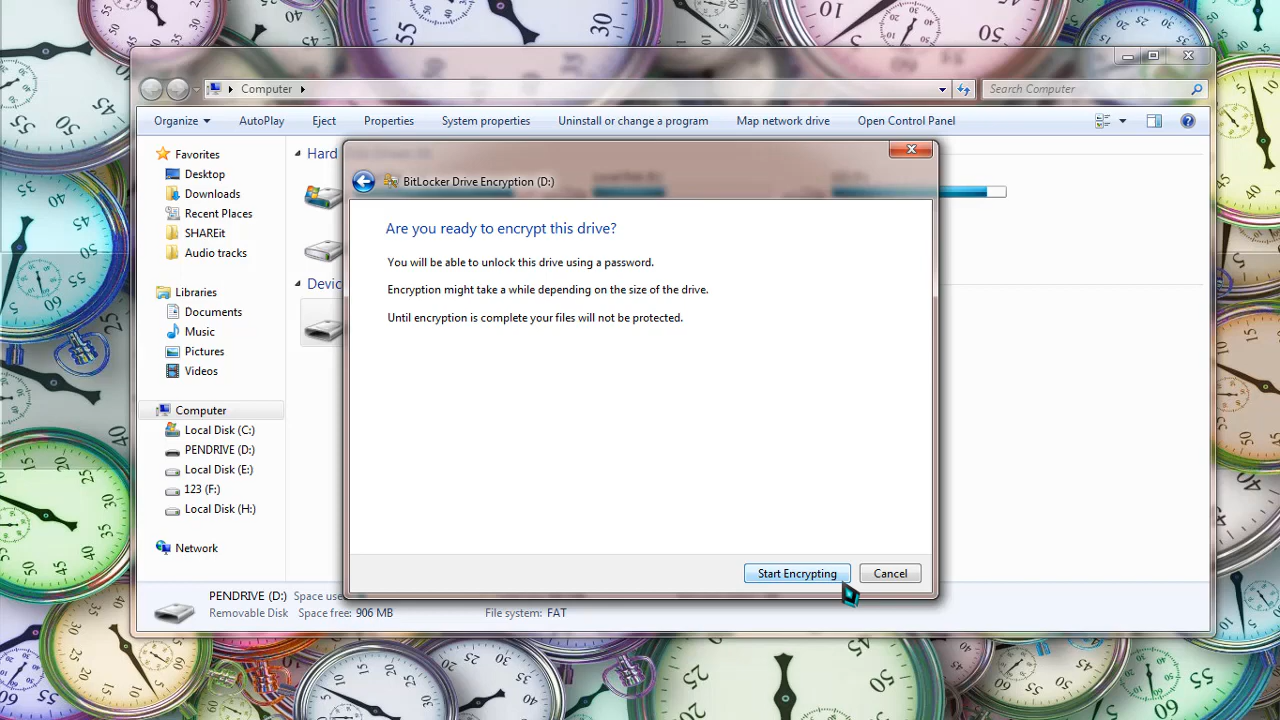 Computer
Search Computer
Organize
AutoPlay
Eject
Properties
System properties
Uninstall or change a program
Map network drive
Open Control Panel
Favorites
Desktop
Downloads
Recent Places
SHAREit
Audio tracks
Libraries
Documents
Music
Pictures
Videos
Computer
Local Disk (C:)
PENDRIVE (D:)
Local Disk (E:)
123 (F:)
Local Disk (H:)
Network
Hard
Devic
BitLocker Drive Encryption (D:)
Are you ready to encrypt this drive?
You will be able to unlock this drive using a password.
Encryption might take a while depending on the size of the drive.
Until encryption is complete your files will not be protected.
Start Encrypting
Cancel
PENDRIVE (D:) Space use
Removable Disk Space free: 906 MB File system: FAT